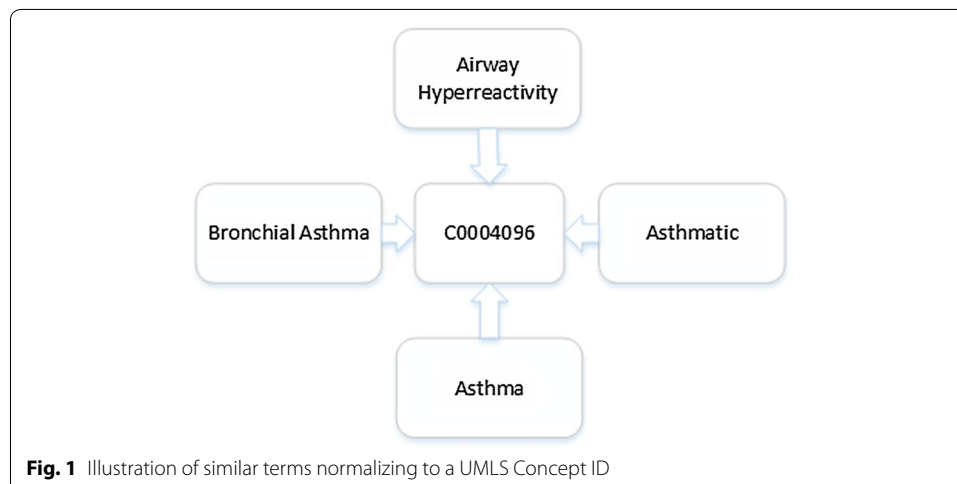 Airway
Hyperreactivity
Bronchial Asthma
C0004096
Asthmatic
Asthma
Fig. 1 Illustration of similar terms normalizing to a UMLS Concept ID